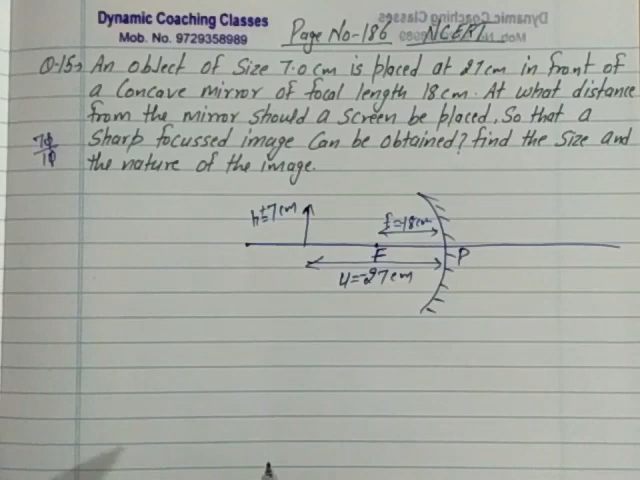 Dynamic Coaching Classes
Mob. No. 9729358989
Page No-186 NCERT
Q.15> An object of size 7.0 cm is placed at 27 cm in front of
a Concave mirror of focal length 18 cm. At what distance
from the mirror should a screen be placed, so that a
Sharp focussed image Can be obtained? find the size and
the nature of the image.
h=7cm
f=-18cm
F
P
u=-27cm